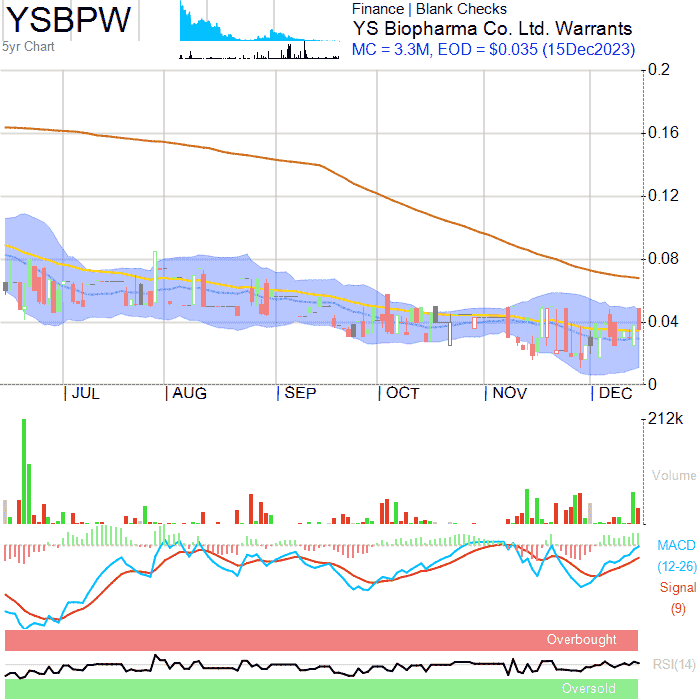 YSBPW
5yr Chart
Finance | Blank Checks
YS Biopharma Co. Ltd. Warrants
MC = 3.3M, EOD = $0.035 (15Dec2023)
0.2
0.16
0.12
0.08
0.04
0
| JUL | AUG | SEP | OCT | NOV | DEC
212k
Volume
MACD
(12-26)
Signal
(9)
Overbought
RSI(14)
Oversold